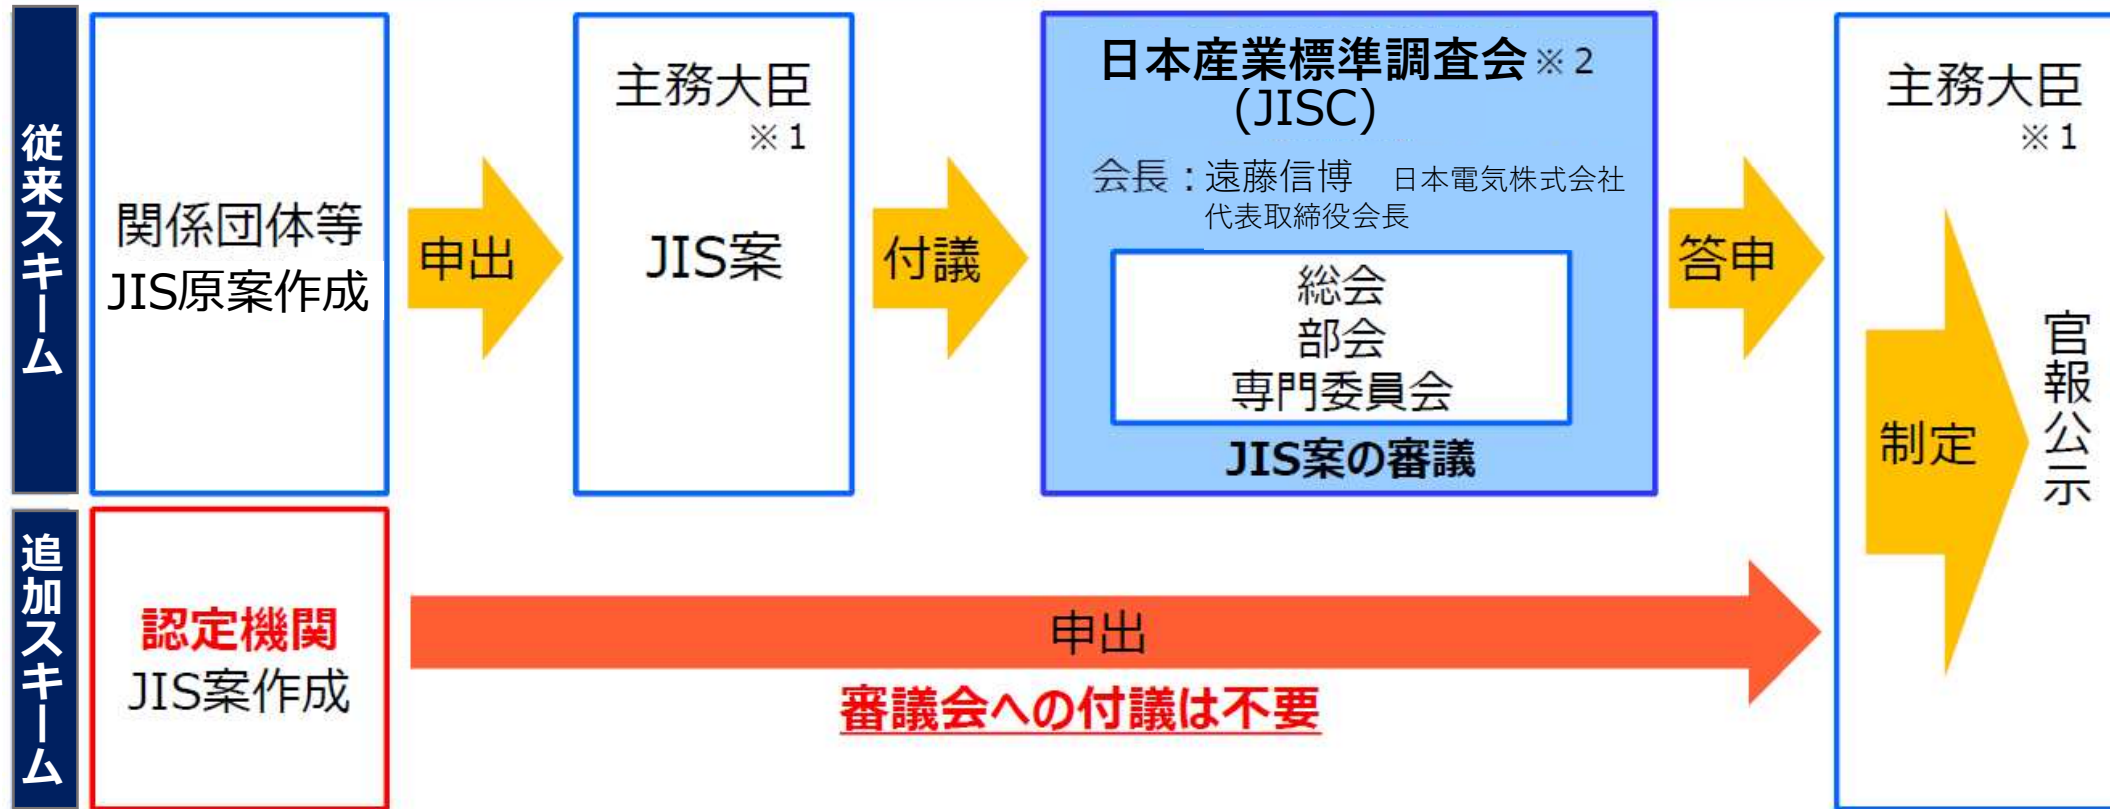 従来スキーム
関係団体等
JIS原案作成
申出
主務大臣
※1
JIS案
付議
日本産業標準調査会※2
(JISC)
会長：遠藤信博 日本電気株式会社
代表取締役会長
総会
部会
専門委員会
JIS案の審議
答申
主務大臣
※1
制定
官報公示
追加スキーム
認定機関
JIS案作成
申出
審議会への付議は不要